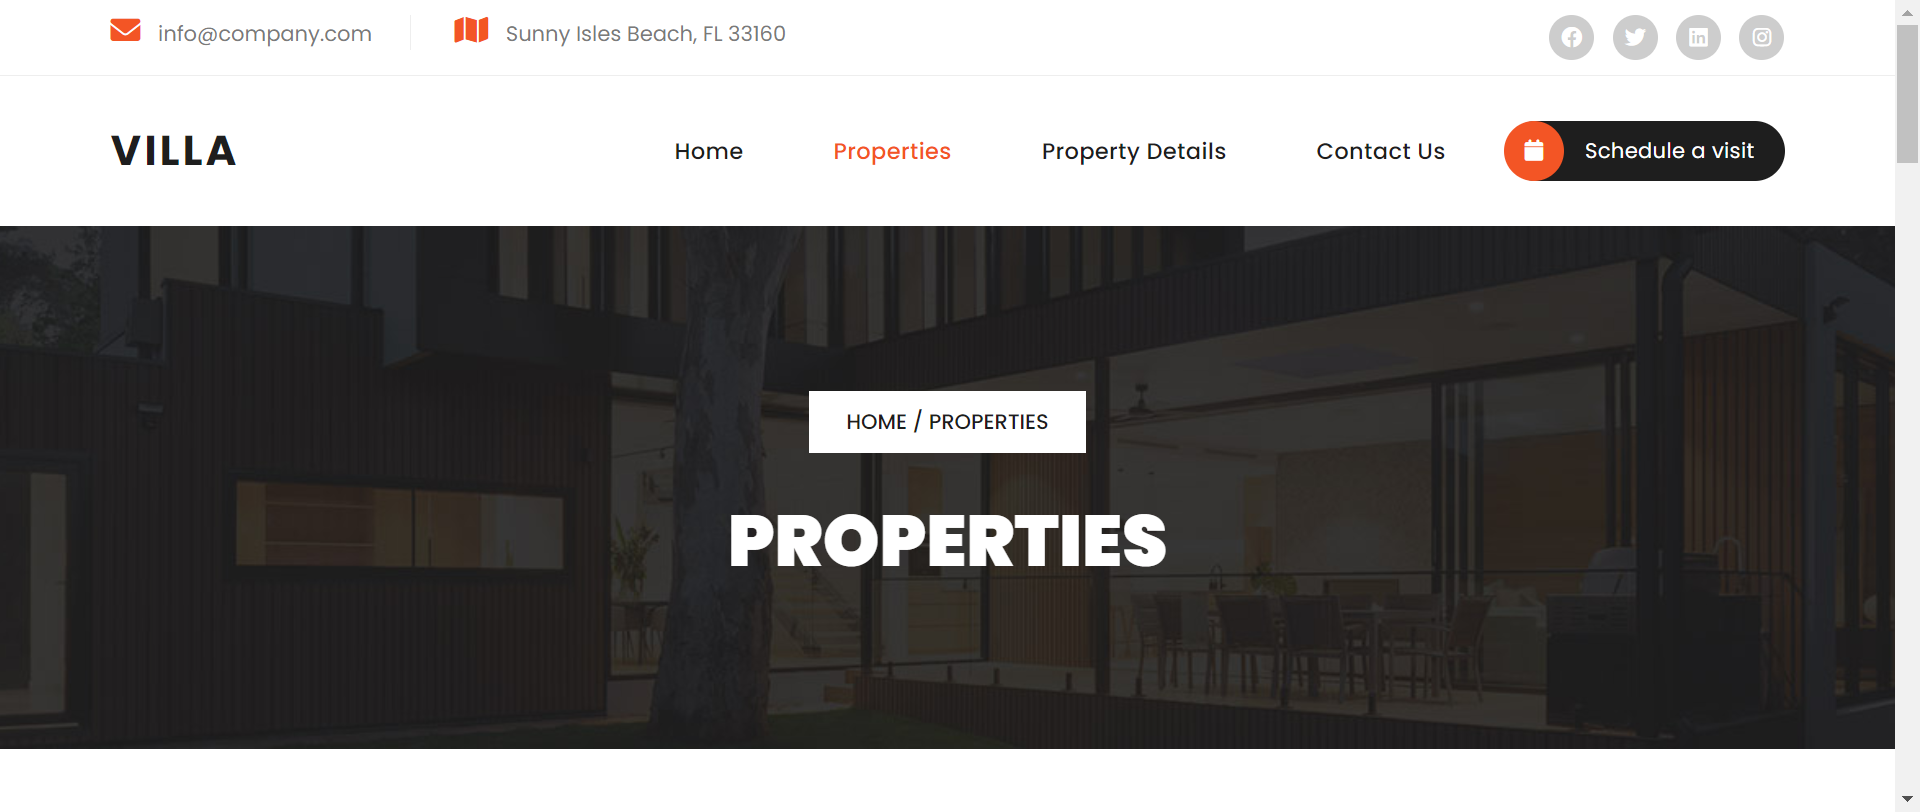 info@company.com
Sunny Isles Beach, FL 33160
VILLA
Home
Properties
Property Details
Contact Us
Schedule a visit
HOME / PROPERTIES
PROPERTIES